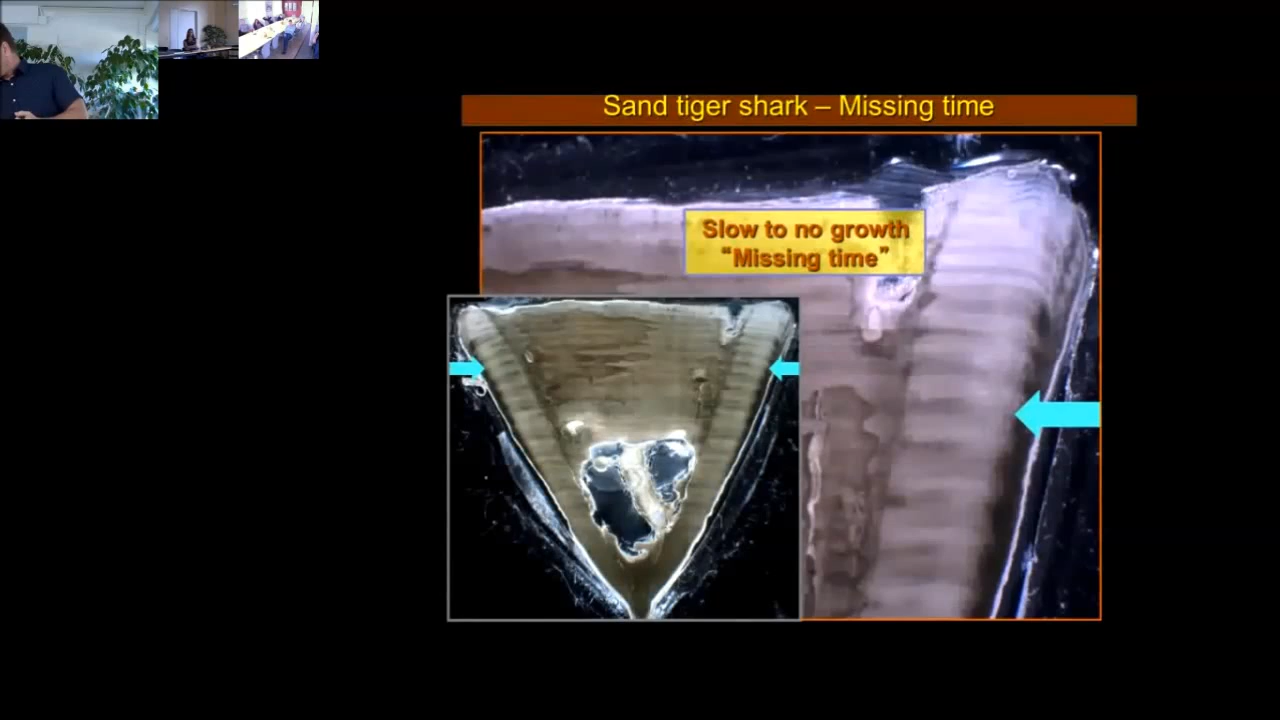 Sand tiger shark – Missing time
Slow to no growth
“Missing time”